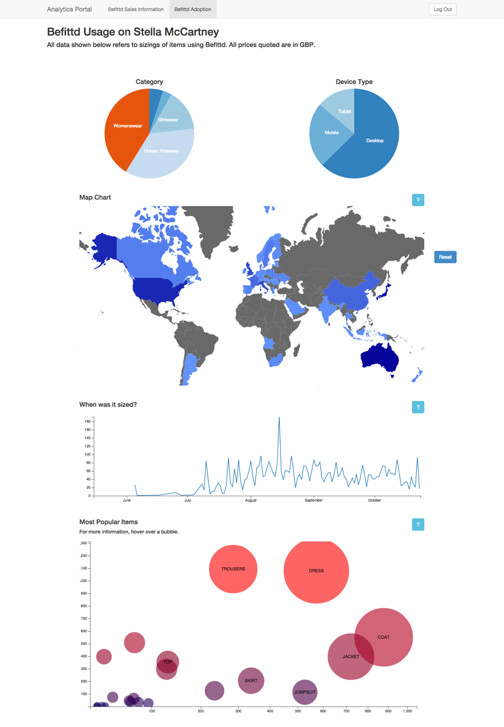 Analytics Portal
Befittd Sales Information
Befittd Adoption
Log Out
Befittd Usage on Stella McCartney
All data shown below refers to sizings of items using Befittd. All prices quoted are in GBP.
Category
Device Type
Womenswear
Girlswear
Unisex Kidswear
Tablet
Mobile
Desktop
Map Chart
?
Reset
When was it sized?
?
180
160
140
120
100
80
60
40
20
0
June
July
August
September
October
Most Popular Items
?
For more information, hover over a bubble.
TROUSERS
DRESS
COAT
TOP
JACKET
SKIRT
JUMPSUIT
100
200
300
400
500
600
700
800
900
1,000